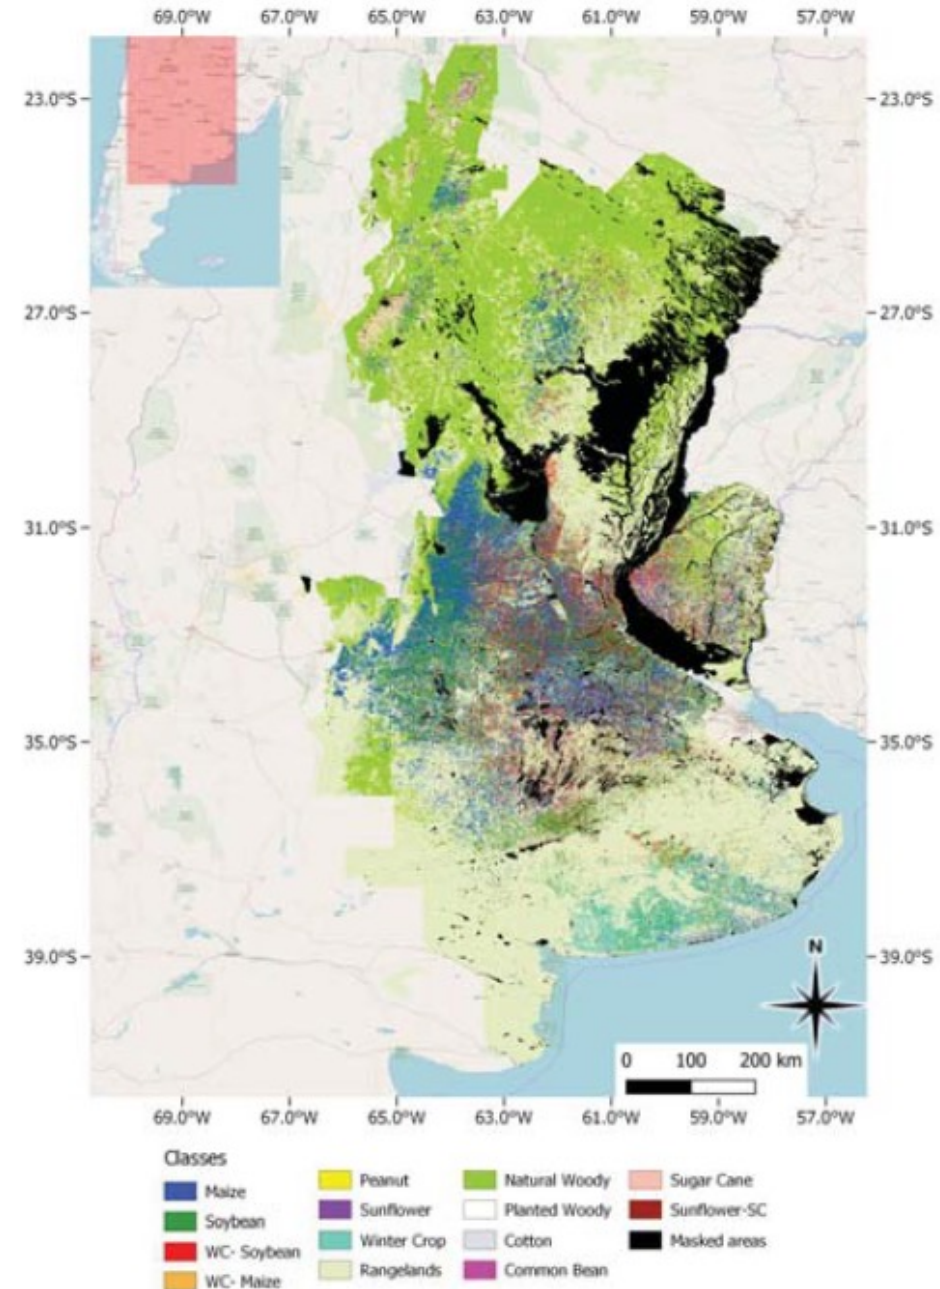 69.0°W 67.0°W 65.0°W 63.0°W 61.0°W 59.0°W 57.0°W
23.0°S 23.0°S
27.0°S 27.0°S
31.0°S 31.0°S
35.0°S 35.0°S
39.0°S 39.0°S
N
0 100 200 km
69.0°W 67.0°W 65.0°W 63.0°W 61.0°W 59.0°W 57.0°W
Classes
Maize
Soybean
WC- Soybean
WC- Maize
Peanut
Sunflower
Winter Crop
Rangelands
Natural Woody
Planted Woody
Cotton
Common Bean
Sugar Cane
Sunflower-SC
Masked areas